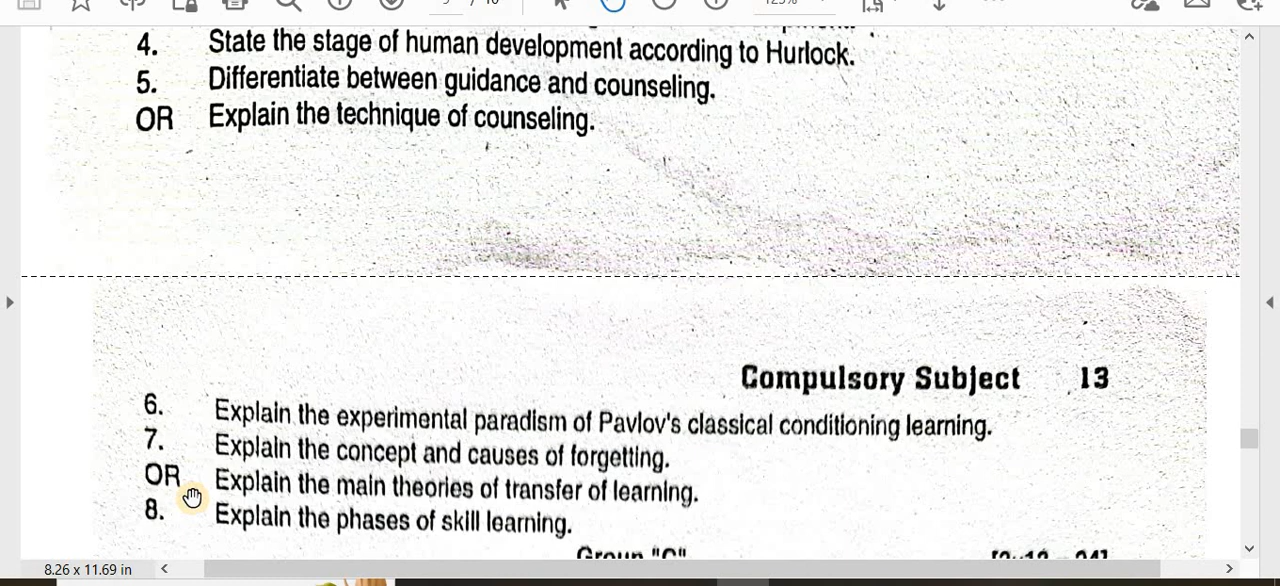 4. State the stage of human development according to Hurlock.
5. Differentiate between guidance and counseling.
OR Explain the technique of counseling.
Compulsory Subject 13
6. Explain the experimental paradism of Pavlov's classical conditioning learning.
7. Explain the concept and causes of forgetting.
OR Explain the main theories of transfer of learning.
8. Explain the phases of skill learning.
Group "C"
8.26 x 11.69 in